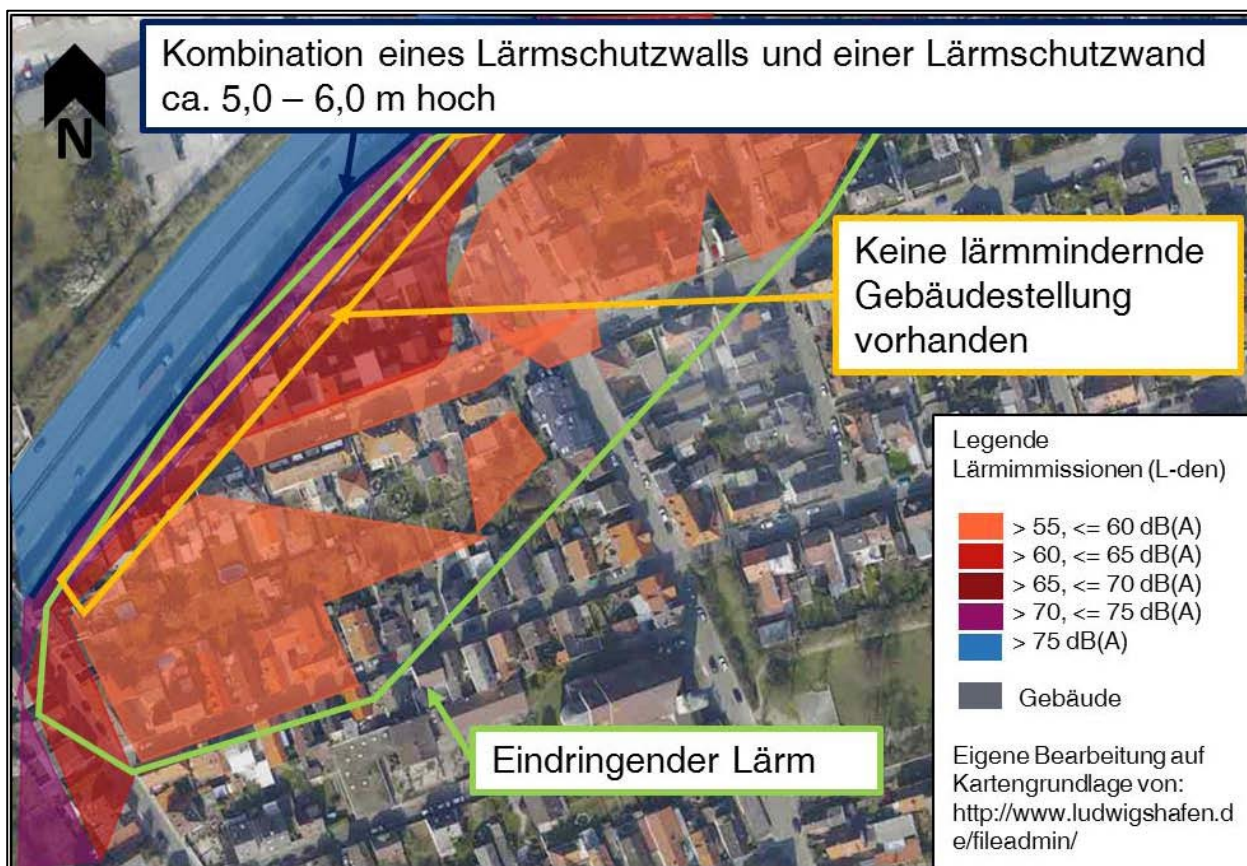 Kombination eines Lärmschutzwalls und einer Lärmschutzwand
ca. 5,0 – 6,0 m hoch
N
Keine lärmmindernde
Gebäudestellung
vorhanden
Eindringender Lärm
Legende
Lärmimmissionen (L-den)
> 55, <= 60 dB(A)
> 60, <= 65 dB(A)
> 65, <= 70 dB(A)
> 70, <= 75 dB(A)
> 75 dB(A)
Gebäude
Eigene Bearbeitung auf
Kartengrundlage von:
http://www.ludwigshafen.d
e/fileadmin/